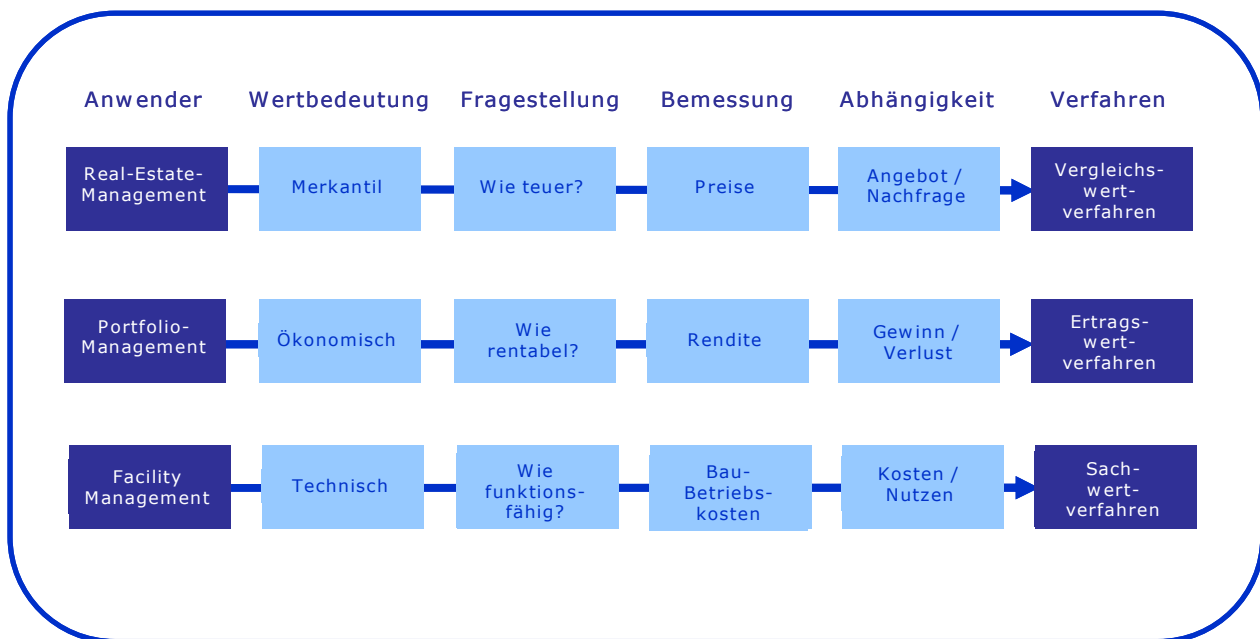 Anwender Wertbedeutung Fragestellung Bemessung Abhängigkeit Verfahren
Real-Estate-
Management
Merkantil
Wie teuer?
Preise
Angebot /
Nachfrage
Vergleichs-
wert-
verfahren
Portfolio-
Management
Ökonomisch
Wie
rentabel?
Rendite
Gewinn /
Verlust
Ertrags-
wert-
verfahren
Facility
Management
Technisch
Wie
funktions-
fähig?
Bau-
Betriebs-
kosten
Kosten /
Nutzen
Sach-
wert-
verfahren